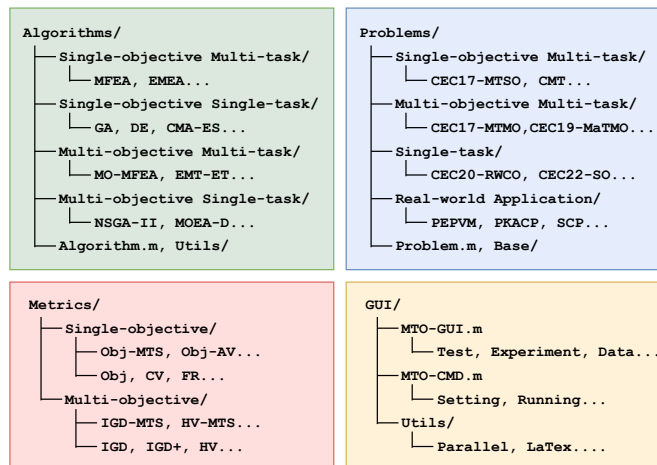 Algorithms/
Single-objective Multi-task/
MFEA, EMEA...
Single-objective Single-task/
GA, DE, CMA-ES...
Multi-objective Multi-task/
MO-MFEA, EMT-ET...
Multi-objective Single-task/
NSGA-II, MOEA-D...
Algorithm.m, Utils/
Problems/
Single-objective Multi-task/
CEC17-MTSO, CMT...
Multi-objective Multi-task/
CEC17-MTMO,CEC19-MaTMO...
Single-task/
CEC20-RWCO, CEC22-SO...
Real-world Application/
PEPVM, PKACP, SCP...
Problem.m, Base/
Metrics/
Single-objective/
Obj-MTS, Obj-AV...
Obj, CV, FR...
Multi-objective/
IGD-MTS, HV-MTS...
IGD, IGD+, HV...
GUI/
MTO-GUI.m
Test, Experiment, Data...
MTO-CMD.m
Setting, Running...
Utils/
Parallel, LaTex....